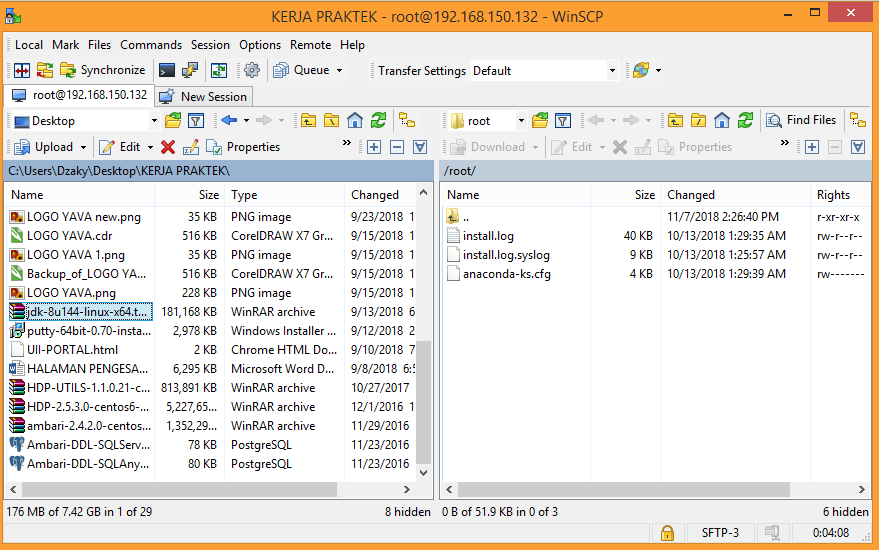 KERJA PRAKTEK - root@192.168.150.132 - WinSCP
Local Mark Files Commands Session Options Remote Help
Synchronize Queue Transfer Settings Default
root@192.168.150.132 New Session
Desktop root Find Files
Upload Edit Properties Download Edit Properties
C:\Users\Dzaky\Desktop\KERJA PRAKTEK\ /root/
Name Size Type Changed
LOGO YAVA new.png 35 KB PNG image 9/23/2018 1
LOGO YAVA.cdr 516 KB CorelDRAW X7 Gr... 9/15/2018 1
LOGO YAVA 1.png 35 KB PNG image 9/15/2018 1
Backup_of_LOGO YA... 516 KB CorelDRAW X7 Gr... 9/15/2018 1
LOGO YAVA.png 228 KB PNG image 9/15/2018 1
jdk-8u144-linux-x64.t... 181,168 KB WinRAR archive 9/13/2018 6
putty-64bit-0.70-insta... 2,978 KB Windows Installer ... 9/12/2018 2
UII-PORTAL.html 2 KB Chrome HTML Do... 9/10/2018 7
HALAMAN PENGESA... 6,295 KB Microsoft Word D... 9/8/2018 6:5
HDP-UTILS-1.1.0.21-c... 813,891 KB WinRAR archive 10/27/2017
HDP-2.5.3.0-centos6-... 5,227,65... WinRAR archive 12/1/2016 1
ambari-2.4.2.0-centos... 1,352,29... WinRAR archive 11/29/2016
Ambari-DDL-SQLServ... 78 KB PostgreSQL 11/23/2016
Ambari-DDL-SQLAny... 80 KB PostgreSQL 11/23/2016
Name Size Changed Rights
.. 11/7/2018 2:26:40 PM r-xr-xr-x
install.log 40 KB 10/13/2018 1:29:35 AM rw-r--r--
install.log.syslog 9 KB 10/13/2018 1:25:57 AM rw-r--r--
anaconda-ks.cfg 4 KB 10/13/2018 1:29:39 AM rw-------
176 MB of 7.42 GB in 1 of 29 8 hidden
0 B of 51.9 KB in 0 of 3 6 hidden
SFTP-3 0:04:08